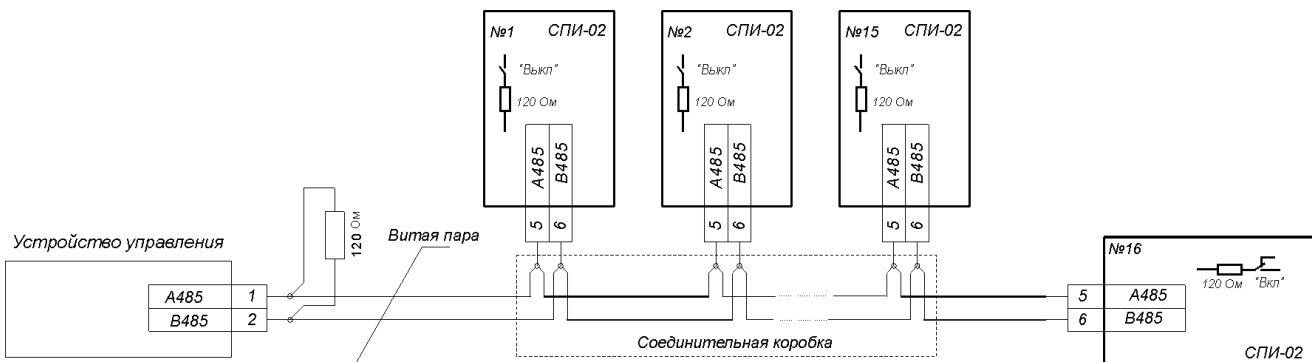 №1 СПИ-02
"Выкл"
120 Ом
A485
B485
5
6
№2 СПИ-02
"Выкл"
120 Ом
A485
B485
5
6
№15 СПИ-02
"Выкл"
120 Ом
A485
B485
5
6
Устройство управления
120 Ом
Витая пара
A485 1
B485 2
Соединительная коробка
№16
120 Ом "Вкл"
5 A485
6 B485
СПИ-02